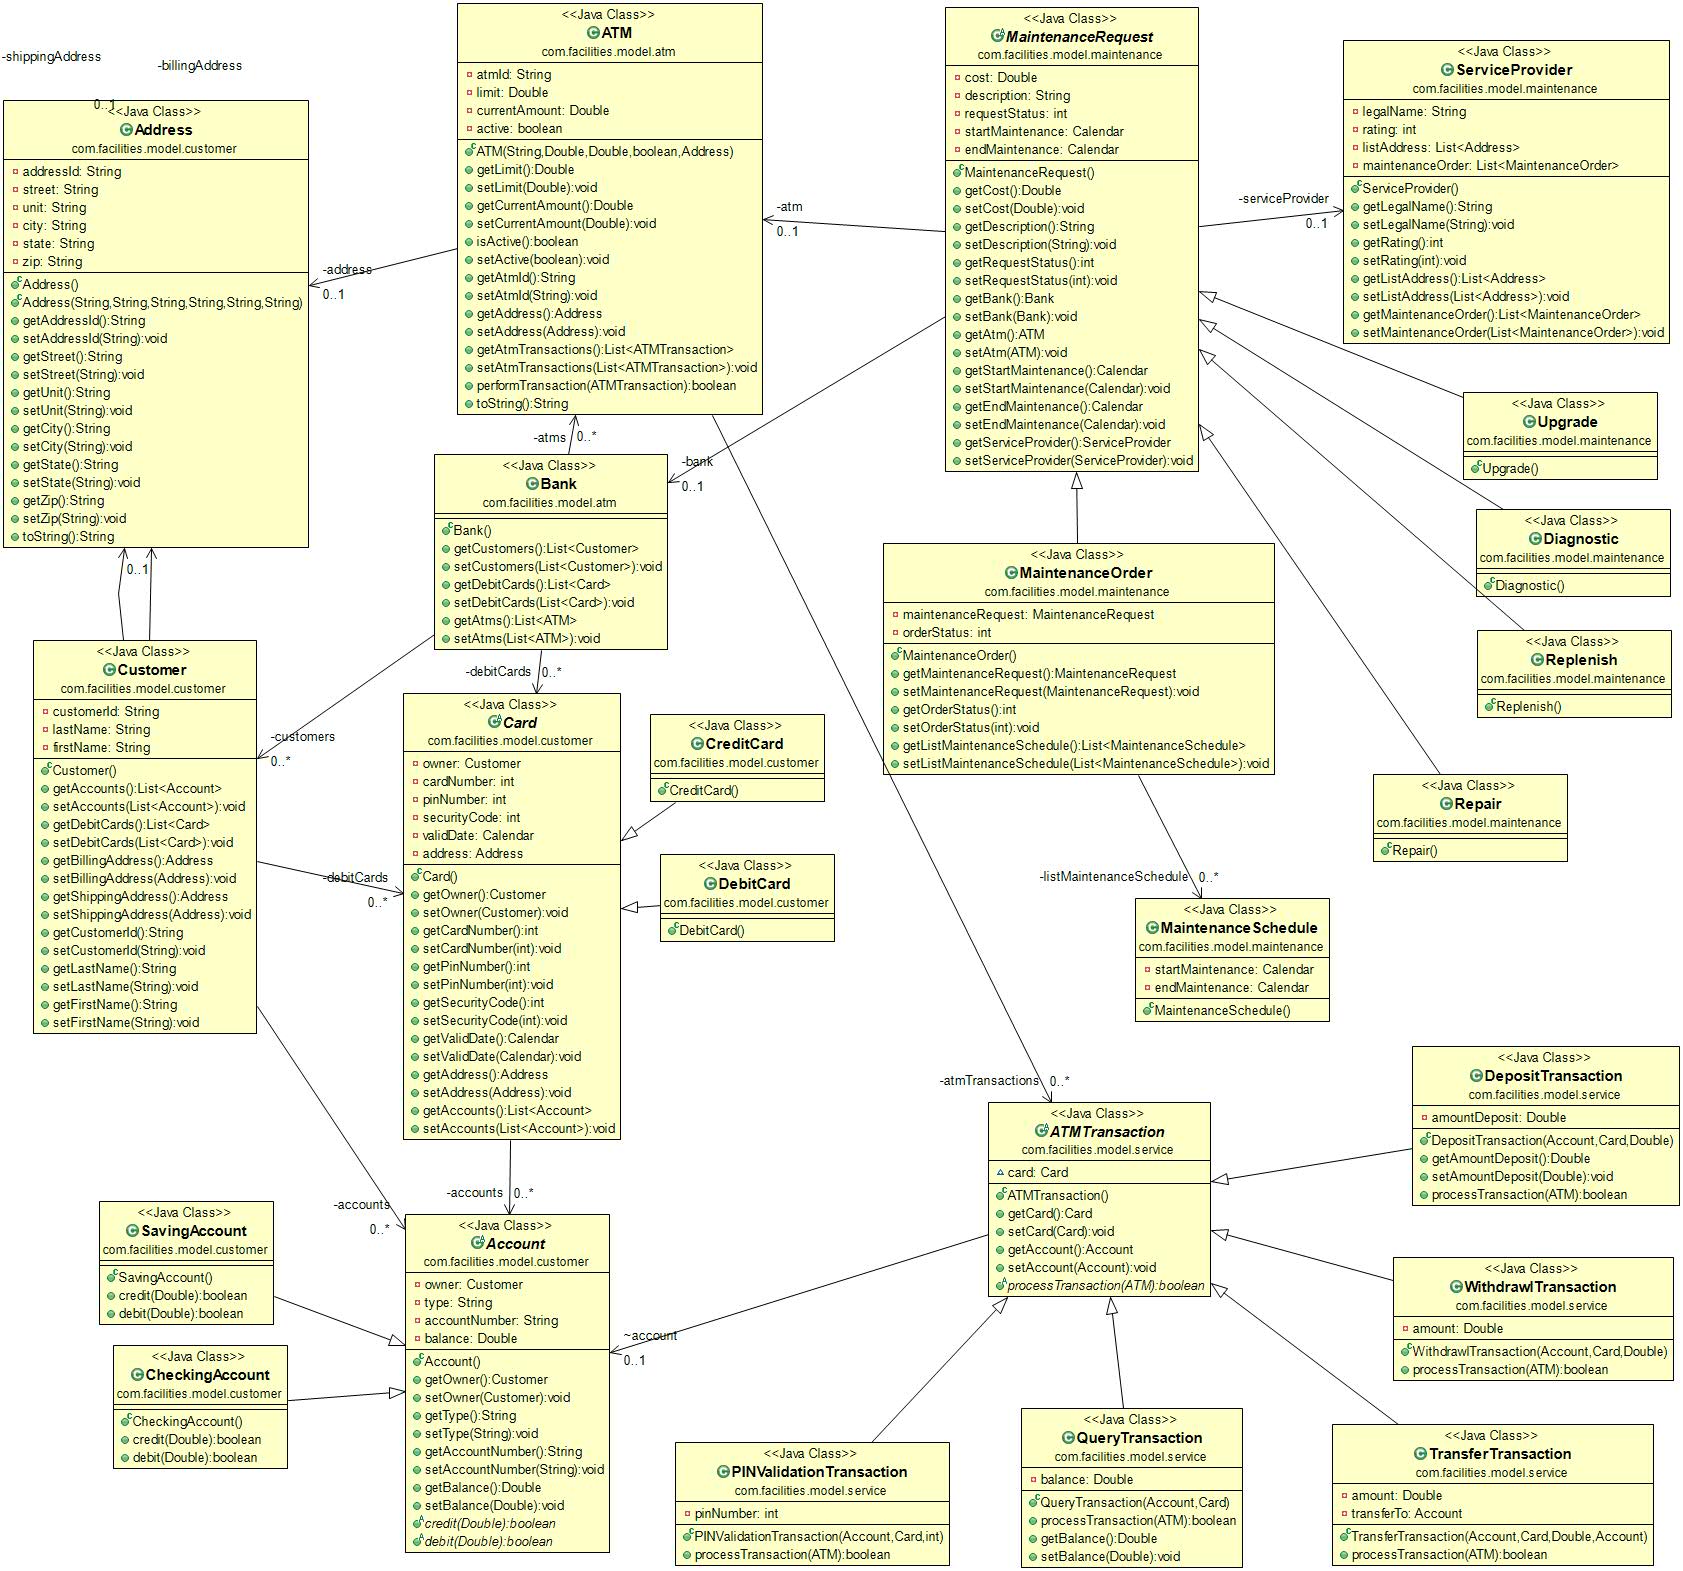 -shippingAddress
-billingAddress
0..1
<<Java Class>>
Address
com.facilities.model.customer
addressId: String
street: String
unit: String
city: String
state: String
zip: String
Address()
Address(String,String,String,String,String,String)
getAddressId():String
setAddressId(String):void
getStreet():String
setStreet(String):void
getUnit():String
setUnit(String):void
getCity():String
setCity(String):void
getState():String
setState(String):void
getZip():String
setZip(String):void
toString():String
0..1
<<Java Class>>
ATM
com.facilities.model.atm
atmId: String
limit: Double
currentAmount: Double
active: boolean
ATM(String,Double,Double,boolean,Address)
getLimit():Double
setLimit(Double):void
getCurrentAmount():Double
setCurrentAmount(Double):void
isActive():boolean
setActive(boolean):void
getAtmId():String
setAtmId(String):void
getAddress():Address
setAddress(Address):void
getAtmTransactions():List<ATMTransaction>
setAtmTransactions(List<ATMTransaction>):void
performTransaction(ATMTransaction):boolean
toString():String
-address
0..1
-atm
0..1
<<Java Class>>
MaintenanceRequest
com.facilities.model.maintenance
cost: Double
description: String
requestStatus: int
startMaintenance: Calendar
endMaintenance: Calendar
MaintenanceRequest()
getCost():Double
setCost(Double):void
getDescription():String
setDescription(String):void
getRequestStatus():int
setRequestStatus(int):void
getBank():Bank
setBank(Bank):void
getAtm():ATM
setAtm(ATM):void
getStartMaintenance():Calendar
setStartMaintenance(Calendar):void
getEndMaintenance():Calendar
setEndMaintenance(Calendar):void
getServiceProvider():ServiceProvider
setServiceProvider(ServiceProvider):void
-serviceProvider
0..1
<<Java Class>>
ServiceProvider
com.facilities.model.maintenance
legalName: String
rating: int
listAddress: List<Address>
maintenanceOrder: List<MaintenanceOrder>
ServiceProvider()
getLegalName():String
setLegalName(String):void
getRating():int
setRating(int):void
getListAddress():List<Address>
setListAddress(List<Address>):void
getMaintenanceOrder():List<MaintenanceOrder>
setMaintenanceOrder(List<MaintenanceOrder>):void
<<Java Class>>
Upgrade
com.facilities.model.maintenance
Upgrade()
<<Java Class>>
Diagnostic
com.facilities.model.maintenance
Diagnostic()
<<Java Class>>
Replenish
com.facilities.model.maintenance
Replenish()
<<Java Class>>
Repair
com.facilities.model.maintenance
Repair()
-atms
0..*
-bank
0..1
<<Java Class>>
Bank
com.facilities.model.atm
Bank()
getCustomers():List<Customer>
setCustomers(List<Customer>):void
getDebitCards():List<Card>
setDebitCards(List<Card>):void
getAtms():List<ATM>
setAtms(List<ATM>):void
-debitCards
0..*
-customers
0..*
<<Java Class>>
MaintenanceOrder
com.facilities.model.maintenance
maintenanceRequest: MaintenanceRequest
orderStatus: int
MaintenanceOrder()
getMaintenanceRequest():MaintenanceRequest
setMaintenanceRequest(MaintenanceRequest):void
getOrderStatus():int
setOrderStatus(int):void
getListMaintenanceSchedule():List<MaintenanceSchedule>
setListMaintenanceSchedule(List<MaintenanceSchedule>):void
-listMaintenanceSchedule
0..*
<<Java Class>>
MaintenanceSchedule
com.facilities.model.maintenance
startMaintenance: Calendar
endMaintenance: Calendar
MaintenanceSchedule()
<<Java Class>>
Customer
com.facilities.model.customer
customerId: String
lastName: String
firstName: String
Customer()
getAccounts():List<Account>
setAccounts(List<Account>):void
getDebitCards():List<Card>
setDebitCards(List<Card>):void
getBillingAddress():Address
setBillingAddress(Address):void
getShippingAddress():Address
setShippingAddress(Address):void
getCustomerId():String
setCustomerId(String):void
getLastName():String
setLastName(String):void
getFirstName():String
setFirstName(String):void
-debitCards
0..*
-accounts
0..*
<<Java Class>>
Card
com.facilities.model.customer
owner: Customer
cardNumber: int
pinNumber: int
securityCode: int
validDate: Calendar
address: Address
Card()
getOwner():Customer
setOwner(Customer):void
getCardNumber():int
setCardNumber(int):void
getPinNumber():int
setPinNumber(int):void
getSecurityCode():int
setSecurityCode(int):void
getValidDate():Calendar
setValidDate(Calendar):void
getAddress():Address
setAddress(Address):void
getAccounts():List<Account>
setAccounts(List<Account>):void
-accounts
0..*
<<Java Class>>
CreditCard
com.facilities.model.customer
CreditCard()
<<Java Class>>
DebitCard
com.facilities.model.customer
DebitCard()
-atmTransactions
0..*
<<Java Class>>
ATMTransaction
com.facilities.model.service
card: Card
ATMTransaction()
getCard():Card
setCard(Card):void
getAccount():Account
setAccount(Account):void
processTransaction(ATM):boolean
<<Java Class>>
DepositTransaction
com.facilities.model.service
amountDeposit: Double
DepositTransaction(Account,Card,Double)
getAmountDeposit():Double
setAmountDeposit(Double):void
processTransaction(ATM):boolean
<<Java Class>>
WithdrawlTransaction
com.facilities.model.service
amount: Double
WithdrawlTransaction(Account,Card,Double)
processTransaction(ATM):boolean
<<Java Class>>
SavingAccount
com.facilities.model.customer
SavingAccount()
credit(Double):boolean
debit(Double):boolean
<<Java Class>>
CheckingAccount
com.facilities.model.customer
CheckingAccount()
credit(Double):boolean
debit(Double):boolean
<<Java Class>>
Account
com.facilities.model.customer
owner: Customer
type: String
accountNumber: String
balance: Double
Account()
getOwner():Customer
setOwner(Customer):void
getType():String
setType(String):void
getAccountNumber():String
setAccountNumber(String):void
getBalance():Double
setBalance(Double):void
credit(Double):boolean
debit(Double):boolean
~account
0..1
<<Java Class>>
PINValidationTransaction
com.facilities.model.service
pinNumber: int
PINValidationTransaction(Account,Card,int)
processTransaction(ATM):boolean
<<Java Class>>
QueryTransaction
com.facilities.model.service
balance: Double
QueryTransaction(Account,Card)
processTransaction(ATM):boolean
getBalance():Double
setBalance(Double):void
<<Java Class>>
TransferTransaction
com.facilities.model.service
amount: Double
transferTo: Account
TransferTransaction(Account,Card,Double,Account)
processTransaction(ATM):boolean